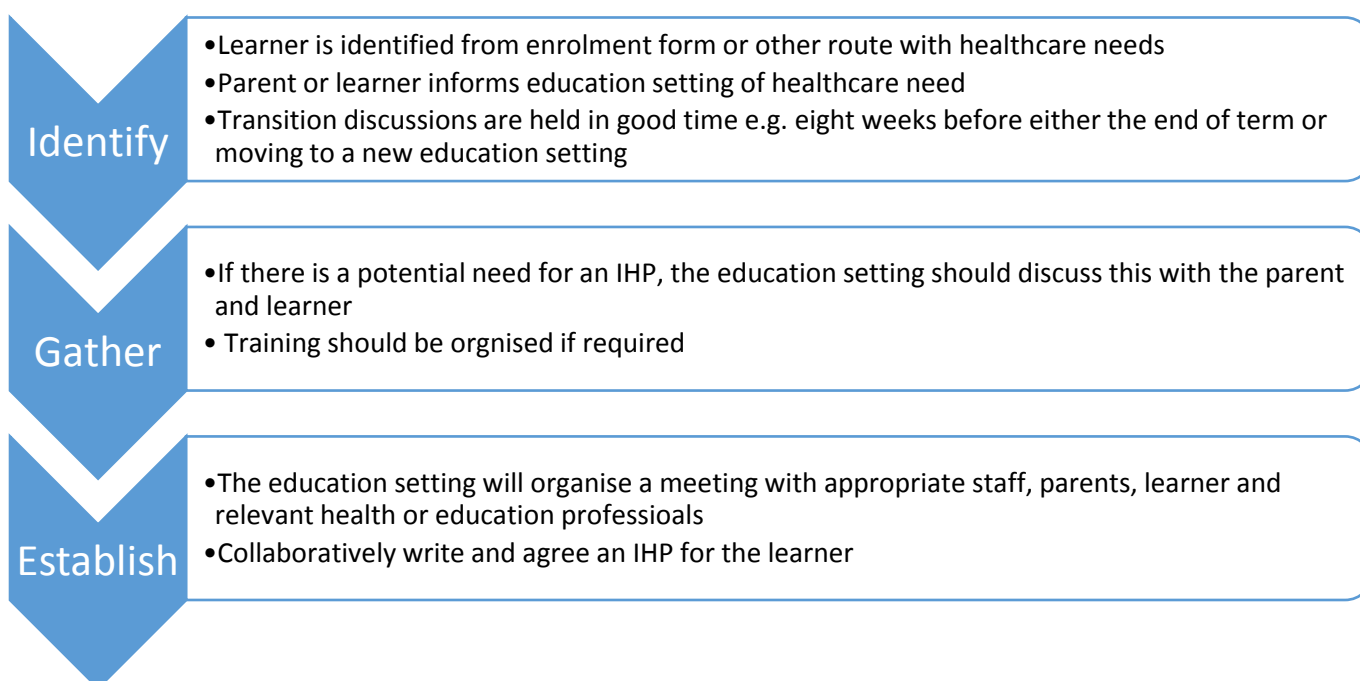 Identify
•Learner is identified from enrolment form or other route with healthcare needs
•Parent or learner informs education setting of healthcare need
•Transition discussions are held in good time e.g. eight weeks before either the end of term or
moving to a new education setting
Gather
•If there is a potential need for an IHP, the education setting should discuss this with the parent
and learner
• Training should be orgnised if required
Establish
•The education setting will organise a meeting with appropriate staff, parents, learner and
relevant health or education professioals
•Collaboratively write and agree an IHP for the learner